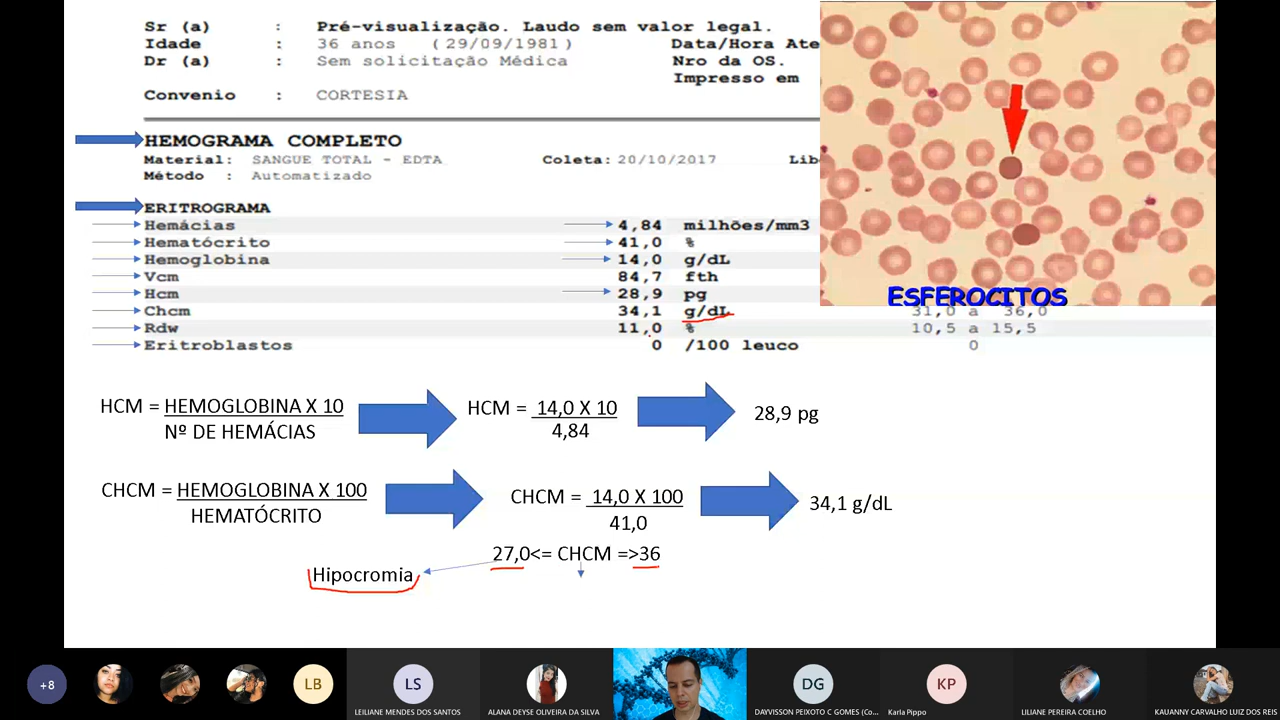 Sr (a) : Pré-visualização. Laudo sem valor legal.
Idade : 36 anos (29/09/1981) Data/Hora Ate
Dr (a) : Sem solicitação Médica Nro da OS.
Impresso em
Convenio : CORTESIA
HEMOGRAMA COMPLETO
Material: SANGUE TOTAL - EDTA Coleta: 20/10/2017 Lib
Método : Automatizado
ERITROGRAMA
Hemácias 4,84 milhões/mm3
Hematócrito 41,0 %
Hemoglobina 14,0 g/dL
Vcm 84,7 fth
Hcm 28,9 pg
ESFEROCITOS
Chcm 34,1 g/dL 31,0 a 36,0
Rdw 11,0 % 10,5 a 15,5
Eritroblastos 0 /100 leuco 0
HCM = HEMOGLOBINA X 10
Nº DE HEMÁCIAS
HCM = 14,0 X 10
4,84
28,9 pg
CHCM = HEMOGLOBINA X 100
HEMATÓCRITO
CHCM = 14,0 X 100
41,0
34,1 g/dL
27,0<= CHCM =>36
Hipocromia
+8
LB
LS
DG
KP
LEILIANE MENDES DOS SANTOS
ALANA DEYSE OLIVEIRA DA SILVA
DAYVISSON PEIXOTO C GOMES (Co...
Karla Pippo
LILIANE PEREIRA COELHO
KAUANNY CARVALHO LUIZ DOS REIS